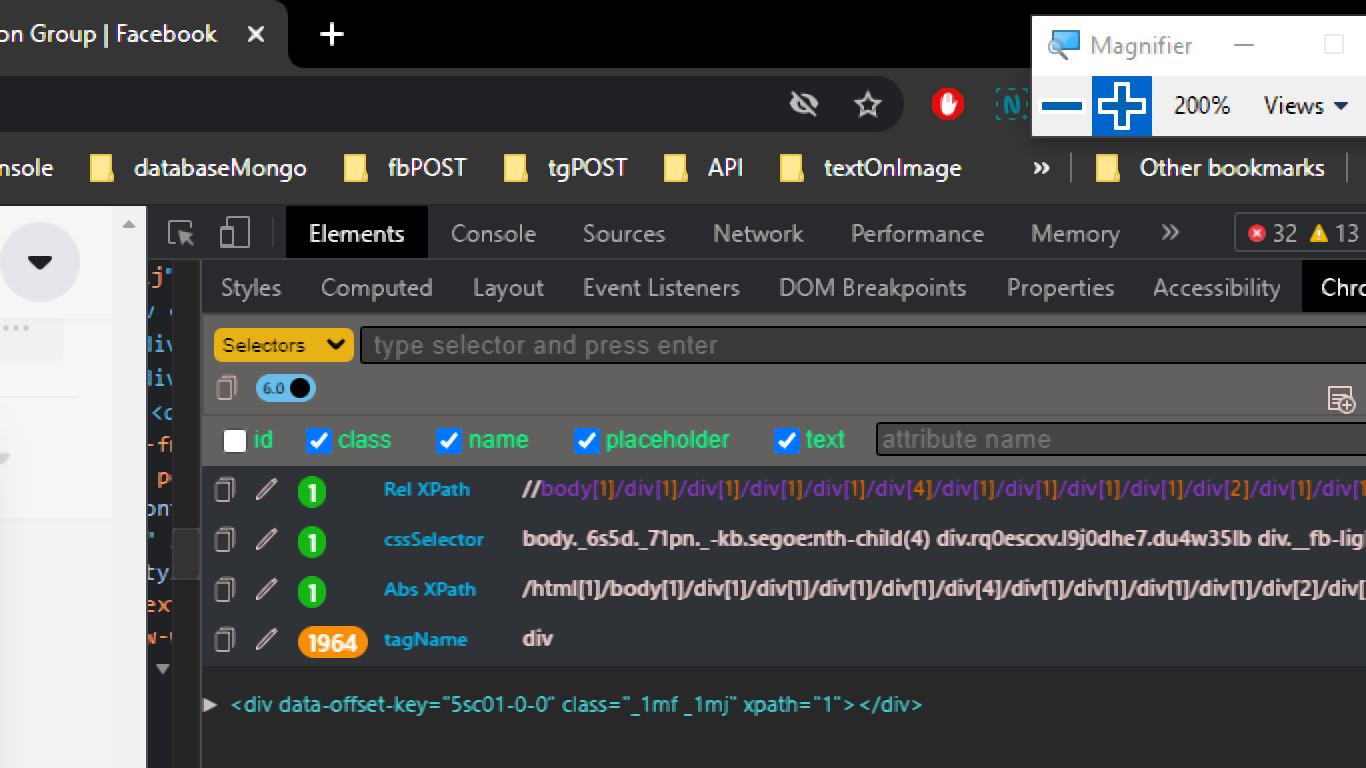 on Group | Facebook
Magnifier
200% Views
nsole databaseMongo fbPOST tgPOST API textOnImage » Other bookmarks
Elements Console Sources Network Performance Memory » 32 13
Styles Computed Layout Event Listeners DOM Breakpoints Properties Accessibility Chro
Selectors type selector and press enter
6.0
id class name placeholder text attribute name
1 Rel XPath //body[1]/div[1]/div[1]/div[1]/div[1]/div[4]/div[1]/div[1]/div[1]/div[1]/div[2]/div[1]/div[1
1 cssSelector body._6s5d._71pn._-kb.segoe:nth-child(4) div.rq0escxv.l9j0dhe7.du4w35lb div.__fb-lig
1 Abs XPath /html[1]/body[1]/div[1]/div[1]/div[1]/div[1]/div[4]/div[1]/div[1]/div[1]/div[1]/div[2]/div[
1964 tagName div
<div data-offset-key="5sc01-0-0" class="_1mf _1mj" xpath="1"></div>